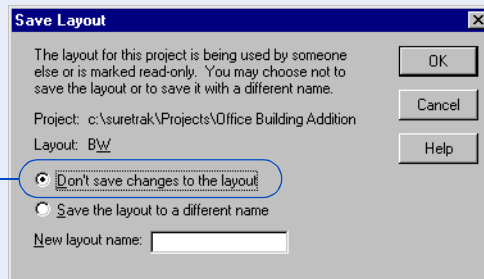 Save Layout
The layout for this project is being used by someone
else or is marked read-only. You may choose not to
save the layout or to save it with a different name.
Project: c:\suretrak\Projects\Office Building Addition
Layout: BW
Don't save changes to the layout
Save the layout to a different name
New layout name:
OK
Cancel
Help